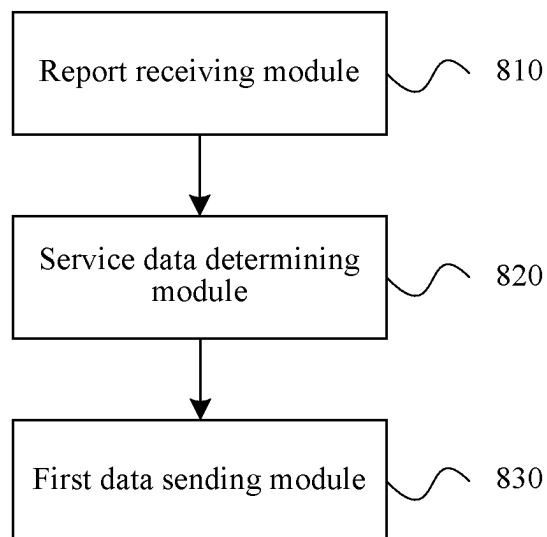 Report receiving module
810
Service data determining
module
820
First data sending module
830